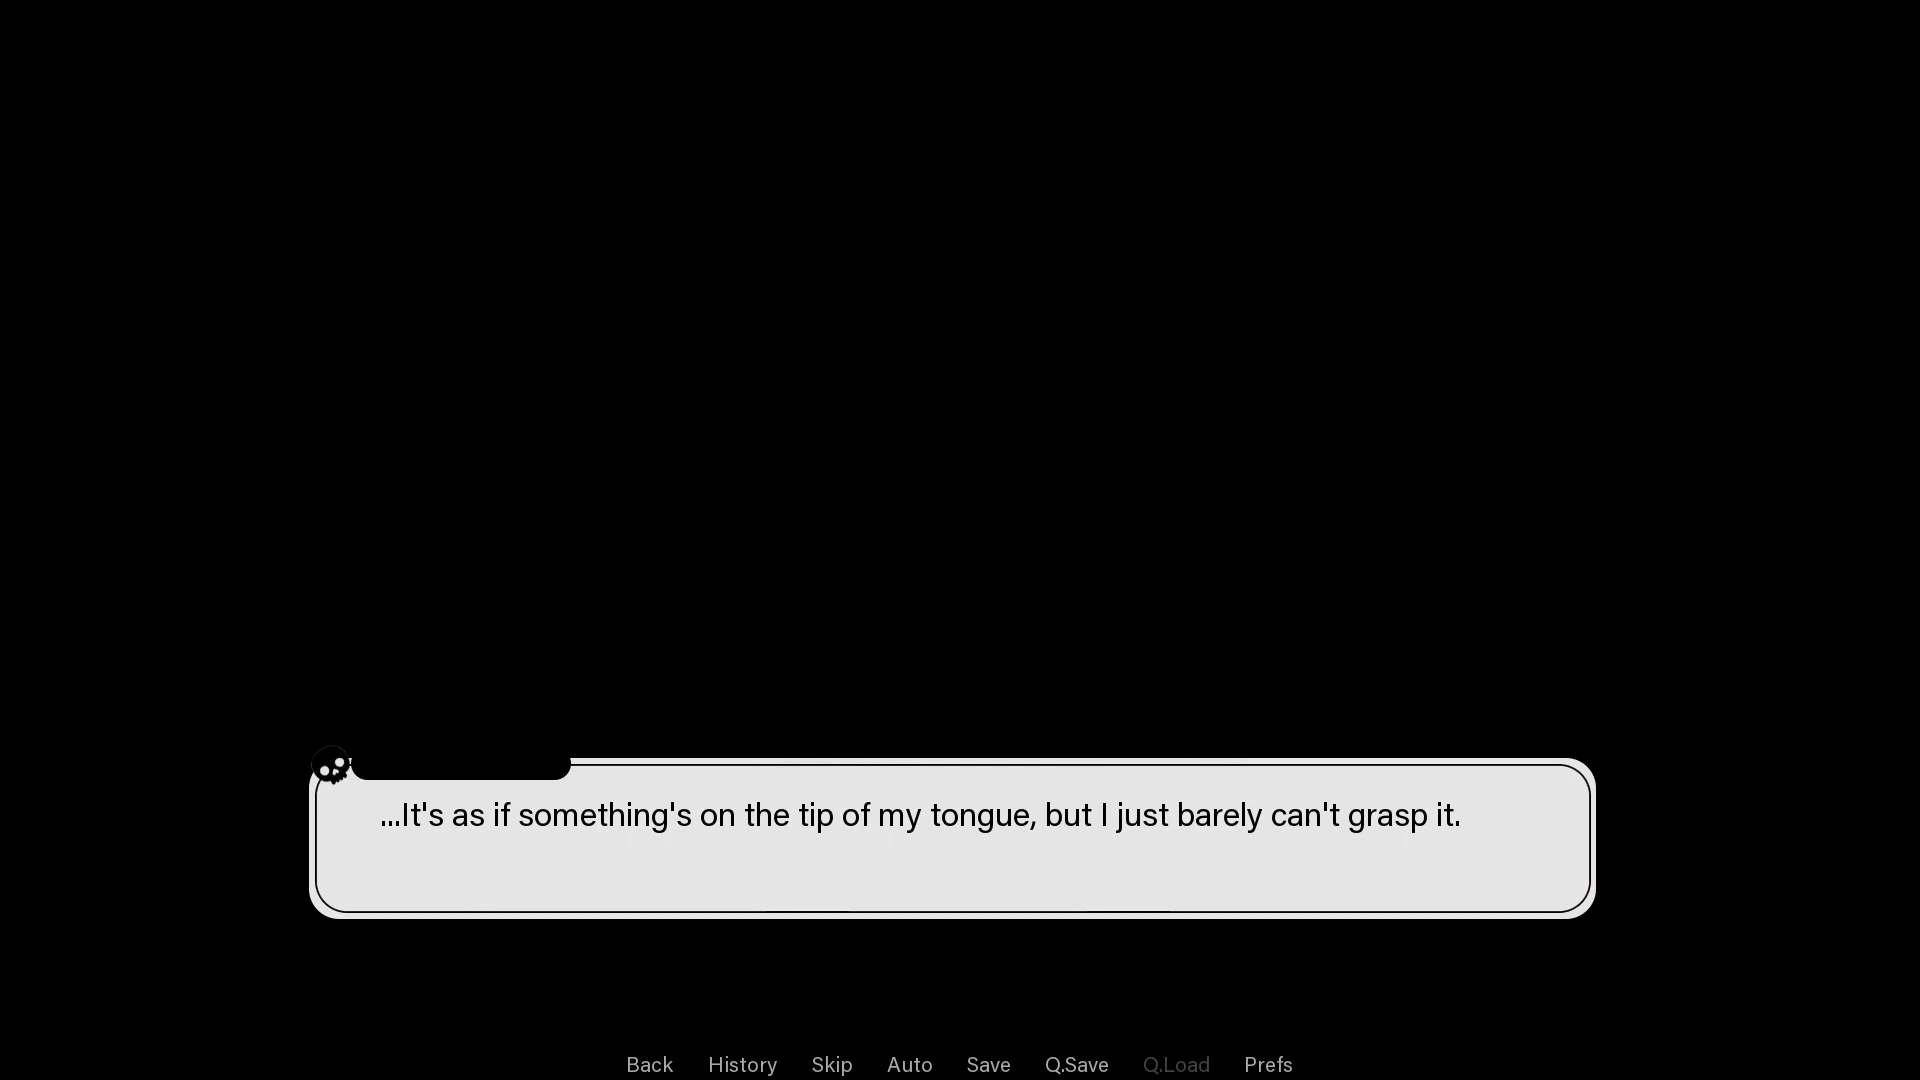 ...It's as if something's on the tip of my tongue, but I just barely can't grasp it.
Back History Skip Auto Save Q.Save Q.Load Prefs